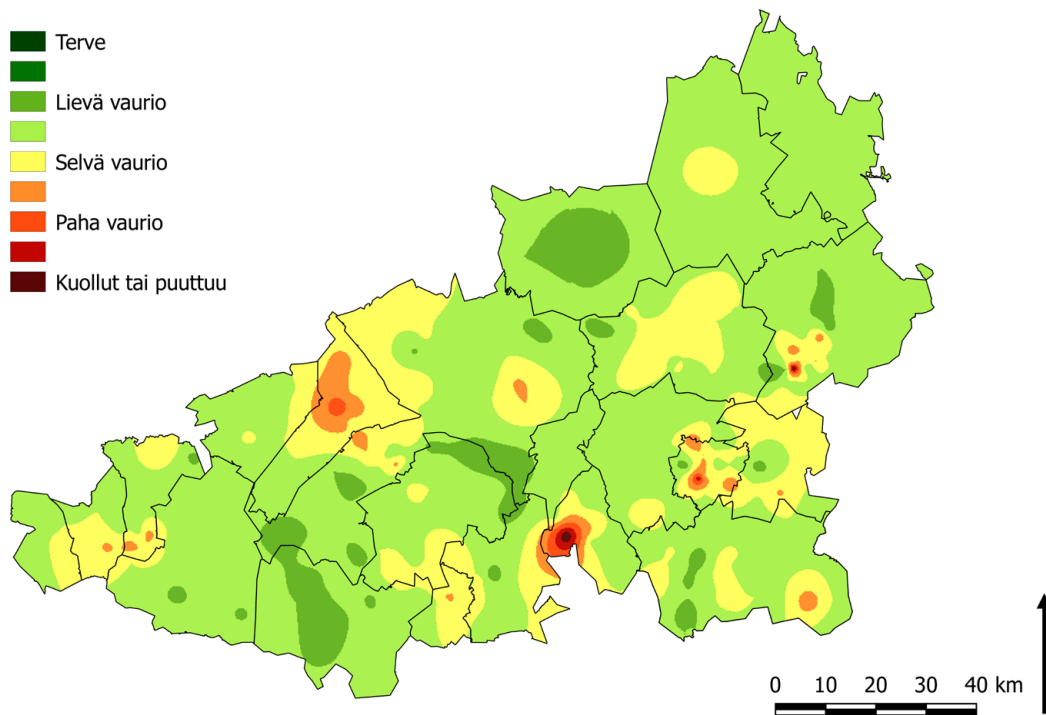 Terve
Lievä vaurio
Selvä vaurio
Paha vaurio
Kuollut tai puuttuu
0 10 20 30 40 km